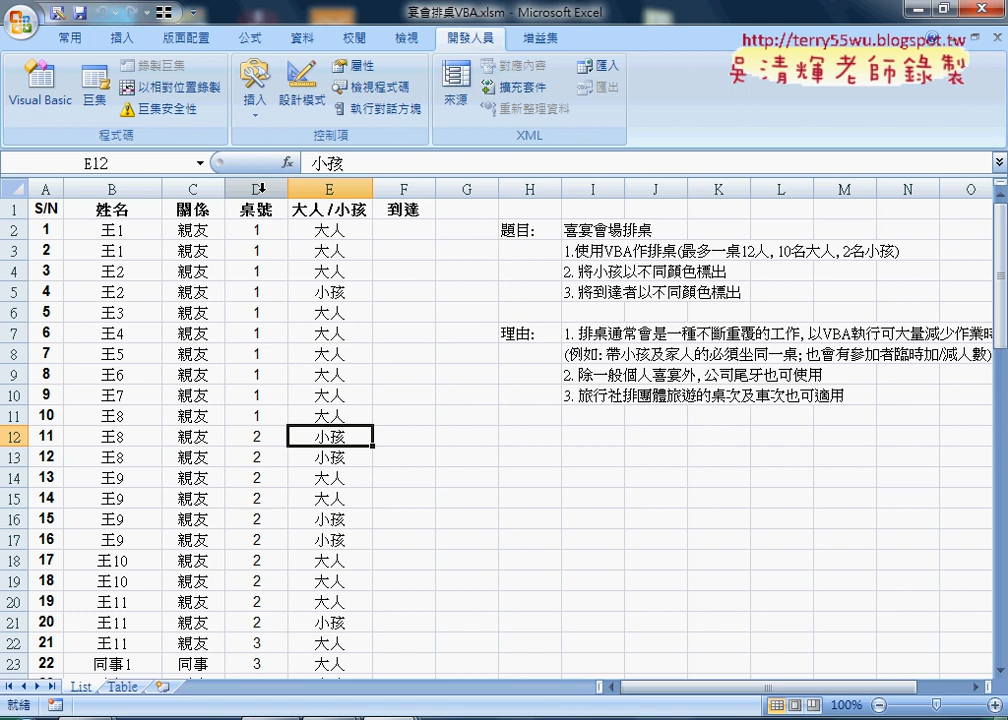 宴會排桌VBA.xlsm - Microsoft Excel
常用 插入 版面配置 公式 資料 校閱 檢視 開發人員 增益集
http://terry55wu.blogspot.tw
吳清輝老師錄製
Visual Basic 巨集 錄製巨集 以相對位置錄製 巨集安全性
插入 設計模式 屬性 檢視程式碼 執行對話方塊
來源 對應內容 擴充套件 重新整理資料 匯入 匯出
程式碼 控制項 XML
E12 fx 小孩
A B C D E F G H I J K L M N O
1 S/N 姓名 關係 桌號 大人/小孩 到達
2 1 王1 親友 1 大人 題目: 喜宴會場排桌
3 2 王1 親友 1 大人 1.使用VBA作排桌(最多一桌12人, 10名大人, 2名小孩)
4 3 王2 親友 1 大人 2. 將小孩以不同顏色標出
5 4 王2 親友 1 小孩 3. 將到達者以不同顏色標出
6 5 王3 親友 1 大人
7 6 王4 親友 1 大人 理由: 1. 排桌通常會是一種不斷重覆的工作, 以VBA執行可大量減少作業時
8 7 王5 親友 1 大人 (例如: 帶小孩及家人的必須坐同一桌; 也會有參加者臨時加/減人數)
9 8 王6 親友 1 大人 2. 除一般個人喜宴外, 公司尾牙也可使用
10 9 王7 親友 1 大人 3. 旅行社排團體旅遊的桌次及車次也可適用
11 10 王8 親友 1 大人
12 11 王8 親友 2 小孩
13 12 王8 親友 2 小孩
14 13 王9 親友 2 大人
15 14 王9 親友 2 大人
16 15 王9 親友 2 小孩
17 16 王9 親友 2 小孩
18 17 王10 親友 2 大人
19 18 王10 親友 2 大人
20 19 王11 親友 2 大人
21 20 王11 親友 2 小孩
22 21 王11 親友 3 大人
23 22 同事1 同事 3 大人
List Table
就緒 100%